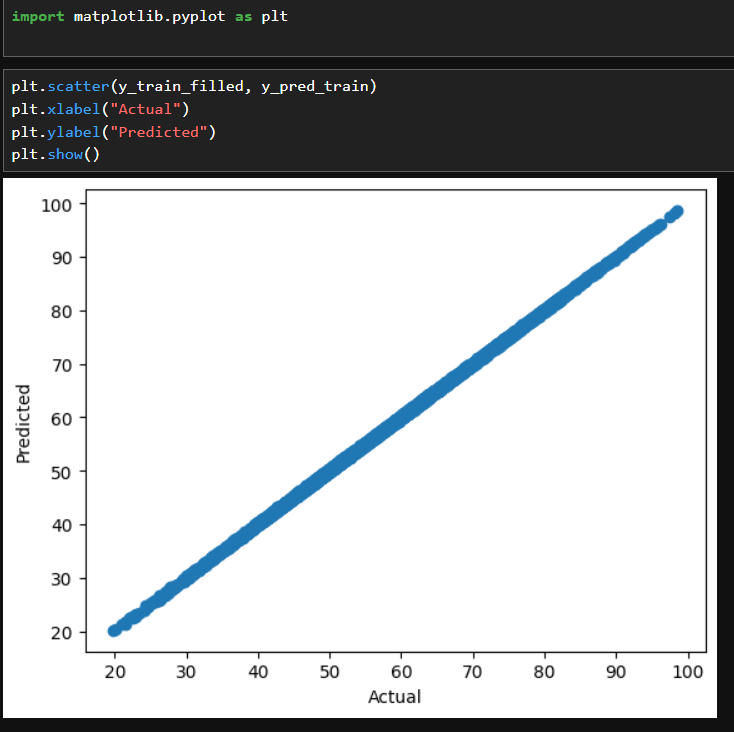 import matplotlib.pyplot as plt
plt.scatter(y_train_filled, y_pred_train)
plt.xlabel("Actual")
plt.ylabel("Predicted")
plt.show()
100
90
80
70
60
50
40
30
20
Predicted
20 30 40 50 60 70 80 90 100
Actual